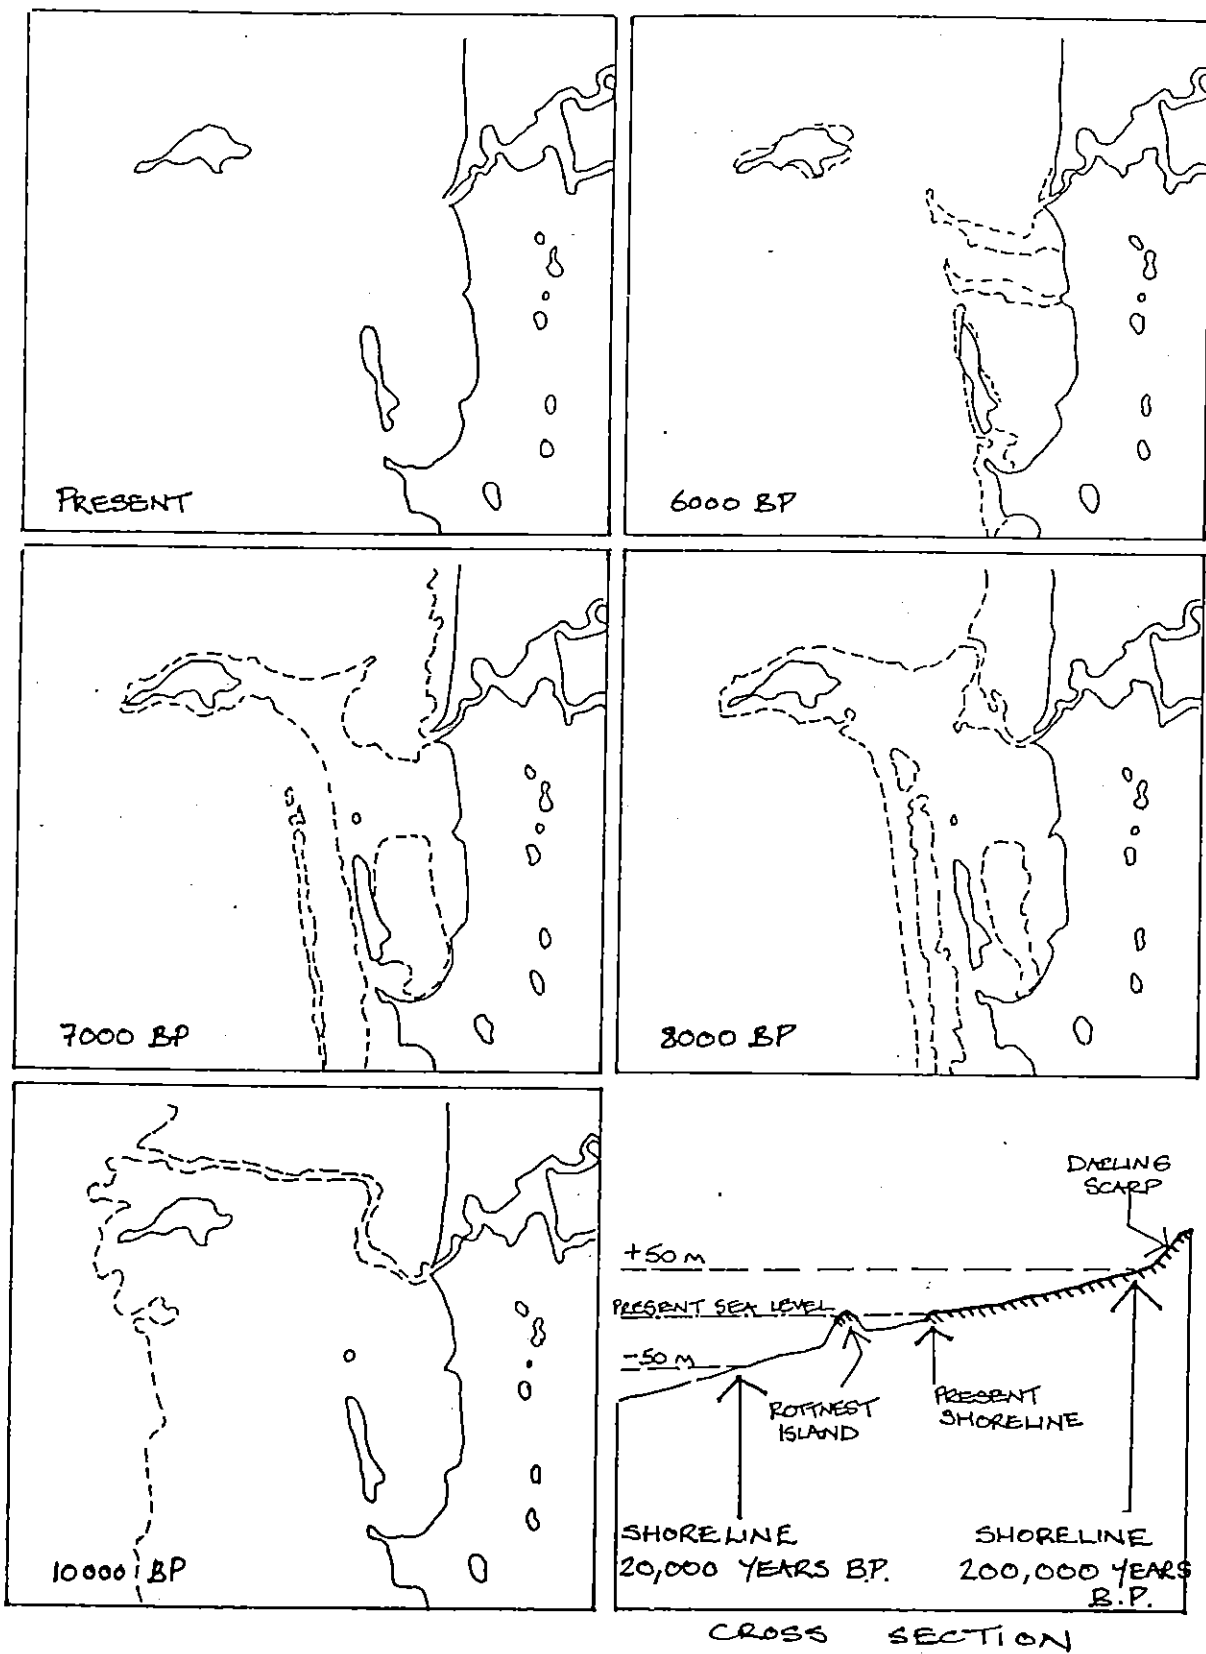 PRESENT
6000 BP
7000 BP
8000 BP
10000 BP
DARLING
SCARP
+50 m
PRESENT SEA LEVEL
-50 m
ROTTNEST
ISLAND
PRESENT
SHORELINE
SHORELINE
20,000 YEARS B.P.
SHORELINE
200,000 YEARS
B.P.
CROSS SECTION